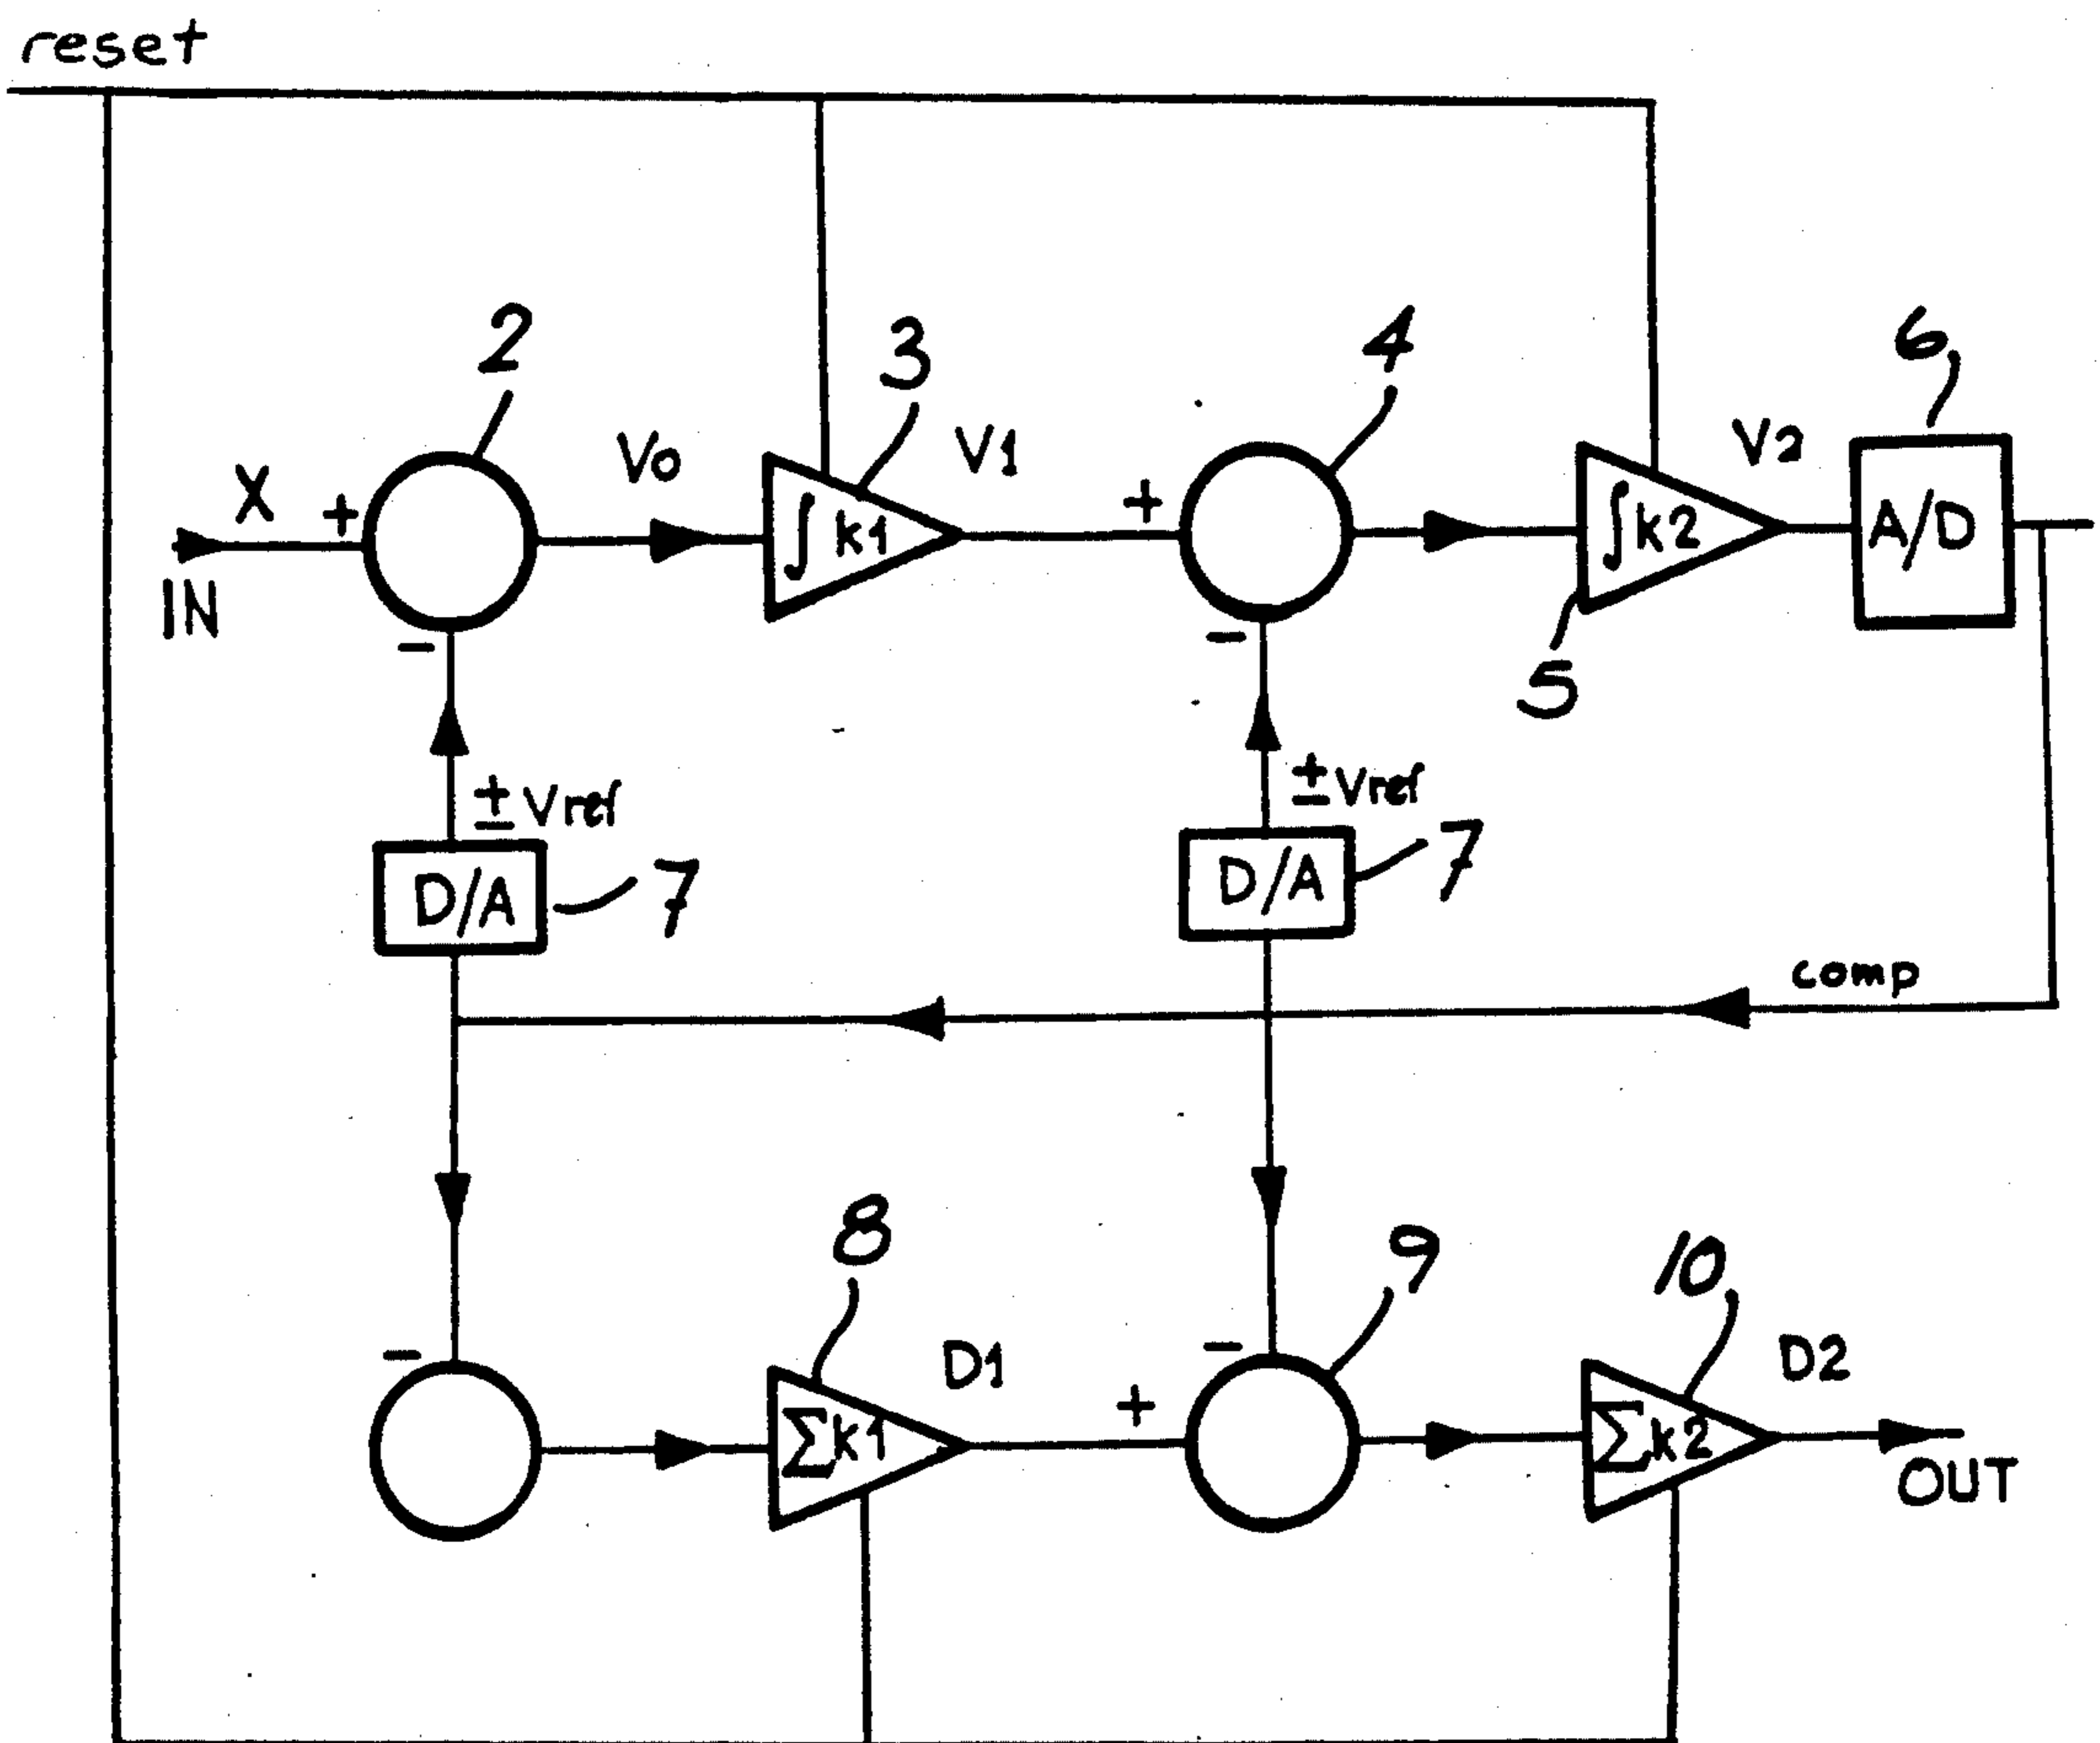 reset
2
3
4
6
X
+
Vo
∫k1
V1
+
∫k2
V2
A/D
IN
-
-
5
±Vref
±Vref
D/A
7
D/A
7
comp
8
9
10
-
-
Σk1
D1
+
Σk2
D2
OUT